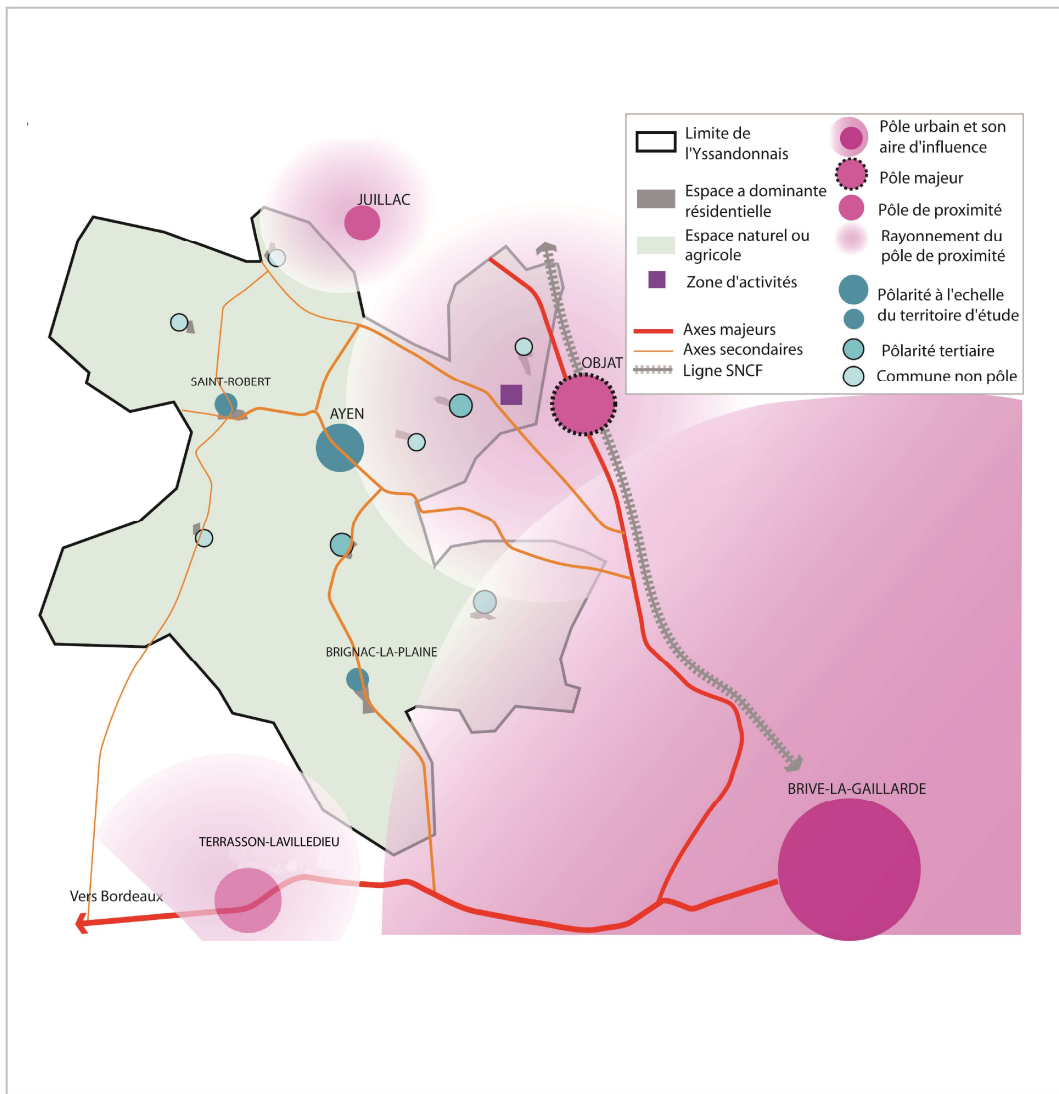 Limite de
l'Yssandonnais
Espace a dominante
résidentielle
Espace naturel ou
agricole
Zone d'activités
Axes majeurs
Axes secondaires
Ligne SNCF
Pôle urbain et son
aire d'influence
Pôle majeur
Pôle de proximité
Rayonnement du
pôle de proximité
Pôlarité à l'echelle
du territoire d'étude
Pôlarité tertiaire
Commune non pôle
JUILLAC
OBJAT
SAINT-ROBERT
AYEN
BRIGNAC-LA-PLAINE
BRIVE-LA-GAILLARDE
TERRASSON-LAVILLEDIEU
Vers Bordeaux